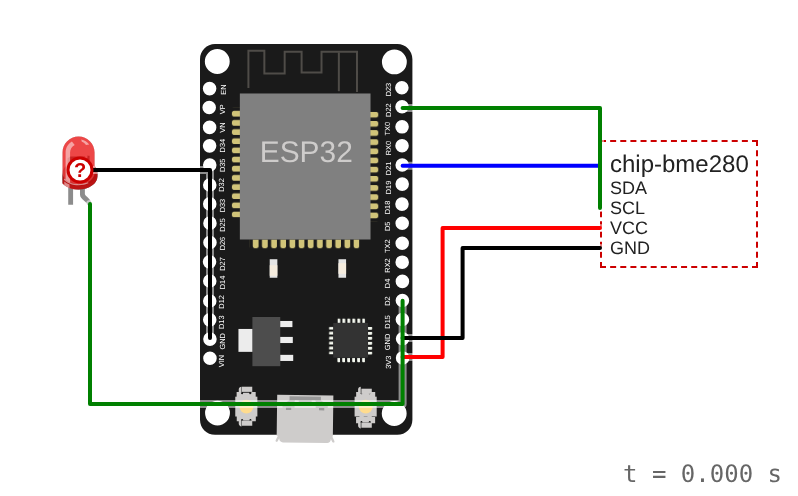 EN
VP
VN
D34
D35
D32
D33
D25
D26
D27
D14
D12
D13
GND
VIN
ESP32
D23
D22
TX0
RX0
D21
D19
D18
D5
TX2
RX2
D4
D2
D15
GND
3V3
?
chip-bme280
SDA
SCL
VCC
GND
t = 0.000 s